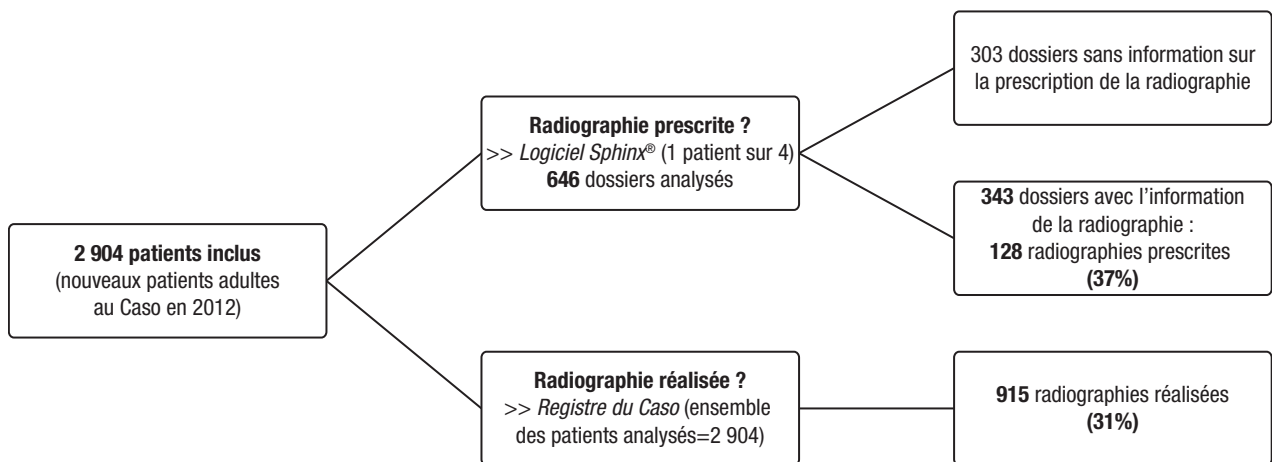 2 904 patients inclus
(nouveaux patients adultes
au Caso en 2012)
Radiographie prescrite ?
>> Logiciel Sphinx® (1 patient sur 4)
646 dossiers analysés
303 dossiers sans information sur
la prescription de la radiographie
343 dossiers avec l’information
de la radiographie :
128 radiographies prescrites
(37%)
Radiographie réalisée ?
>> Registre du Caso (ensemble
des patients analysés=2 904)
915 radiographies réalisées
(31%)